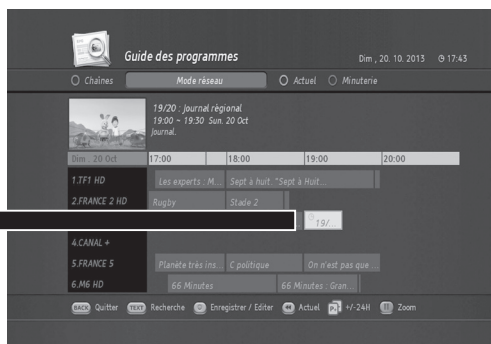 Guide des programmes
Dim , 20. 10. 2013 17:43
Chaînes Mode réseau Actuel Minuterie
19/20 : Journal règional
19:00 ~ 19:30 Sun. 20 Oct
Journal.
Dim , 20 Oct 17:00 18:00 19:00 20:00
1.TF1 HD Les experts : M... Sept à huit. "Sept à Huit...
2.FRANCE 2 HD Rugby Stade 2
19/...
4.CANAL +
5.FRANCE 5 Planète très ins... C politique On n'est pas que ...
6.M6 HD 66 Minutes 66 Minutes : Gran...
BACK Quitter TEXT Recherche Enregistrer / Editer Actuel +/-24H Zoom